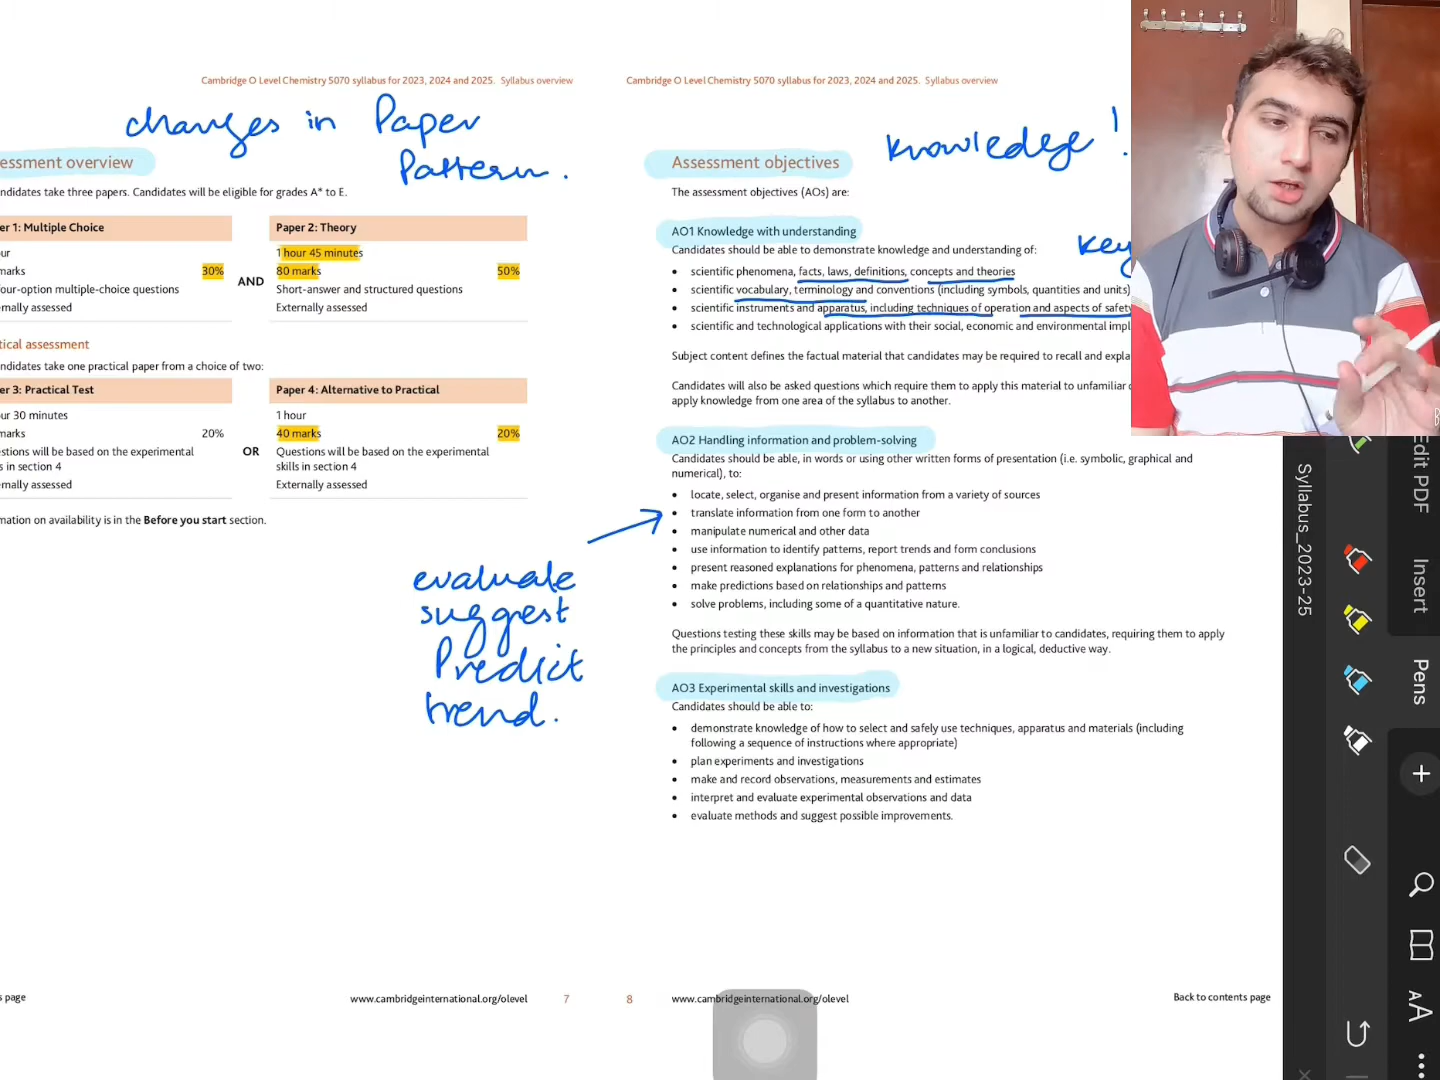 Cambridge O Level Chemistry 5070 syllabus for 2023, 2024 and 2025. Syllabus overview
changes in Paper
Pattern.
essment overview
ndidates take three papers. Candidates will be eligible for grades A* to E.
er 1: Multiple Choice
our
marks 30%
four-option multiple-choice questions
rnally assessed
AND
Paper 2: Theory
1 hour 45 minutes
80 marks 50%
Short-answer and structured questions
Externally assessed
tical assessment
ndidates take one practical paper from a choice of two:
er 3: Practical Test
our 30 minutes
marks 20%
stions will be based on the experimental
s in section 4
rnally assessed
OR
Paper 4: Alternative to Practical
1 hour
40 marks 20%
Questions will be based on the experimental
skills in section 4
Externally assessed
mation on availability is in the Before you start section.
evaluate
suggest
Predict
trend.
s page
www.cambridgeinternational.org/olevel 7
Cambridge O Level Chemistry 5070 syllabus for 2023, 2024 and 2025. Syllabus overview
Knowledge!
Assessment objectives
The assessment objectives (AOs) are:
AO1 Knowledge with understanding
key
Candidates should be able to demonstrate knowledge and understanding of:
• scientific phenomena, facts, laws, definitions, concepts and theories
• scientific vocabulary, terminology and conventions (including symbols, quantities and units)
• scientific instruments and apparatus, including techniques of operation and aspects of safety
• scientific and technological applications with their social, economic and environmental impl
Subject content defines the factual material that candidates may be required to recall and expla
Candidates will also be asked questions which require them to apply this material to unfamiliar c
apply knowledge from one area of the syllabus to another.
AO2 Handling information and problem-solving
Candidates should be able, in words or using other written forms of presentation (i.e. symbolic, graphical and
numerical), to:
• locate, select, organise and present information from a variety of sources
• translate information from one form to another
• manipulate numerical and other data
• use information to identify patterns, report trends and form conclusions
• present reasoned explanations for phenomena, patterns and relationships
• make predictions based on relationships and patterns
• solve problems, including some of a quantitative nature.
Questions testing these skills may be based on information that is unfamiliar to candidates, requiring them to apply
the principles and concepts from the syllabus to a new situation, in a logical, deductive way.
AO3 Experimental skills and investigations
Candidates should be able to:
• demonstrate knowledge of how to select and safely use techniques, apparatus and materials (including
following a sequence of instructions where appropriate)
• plan experiments and investigations
• make and record observations, measurements and estimates
• interpret and evaluate experimental observations and data
• evaluate methods and suggest possible improvements.
8 www.cambridgeinternational.org/olevel
Back to contents page
Syllabus_2023-25
Edit PDF
Insert
Pens
AA